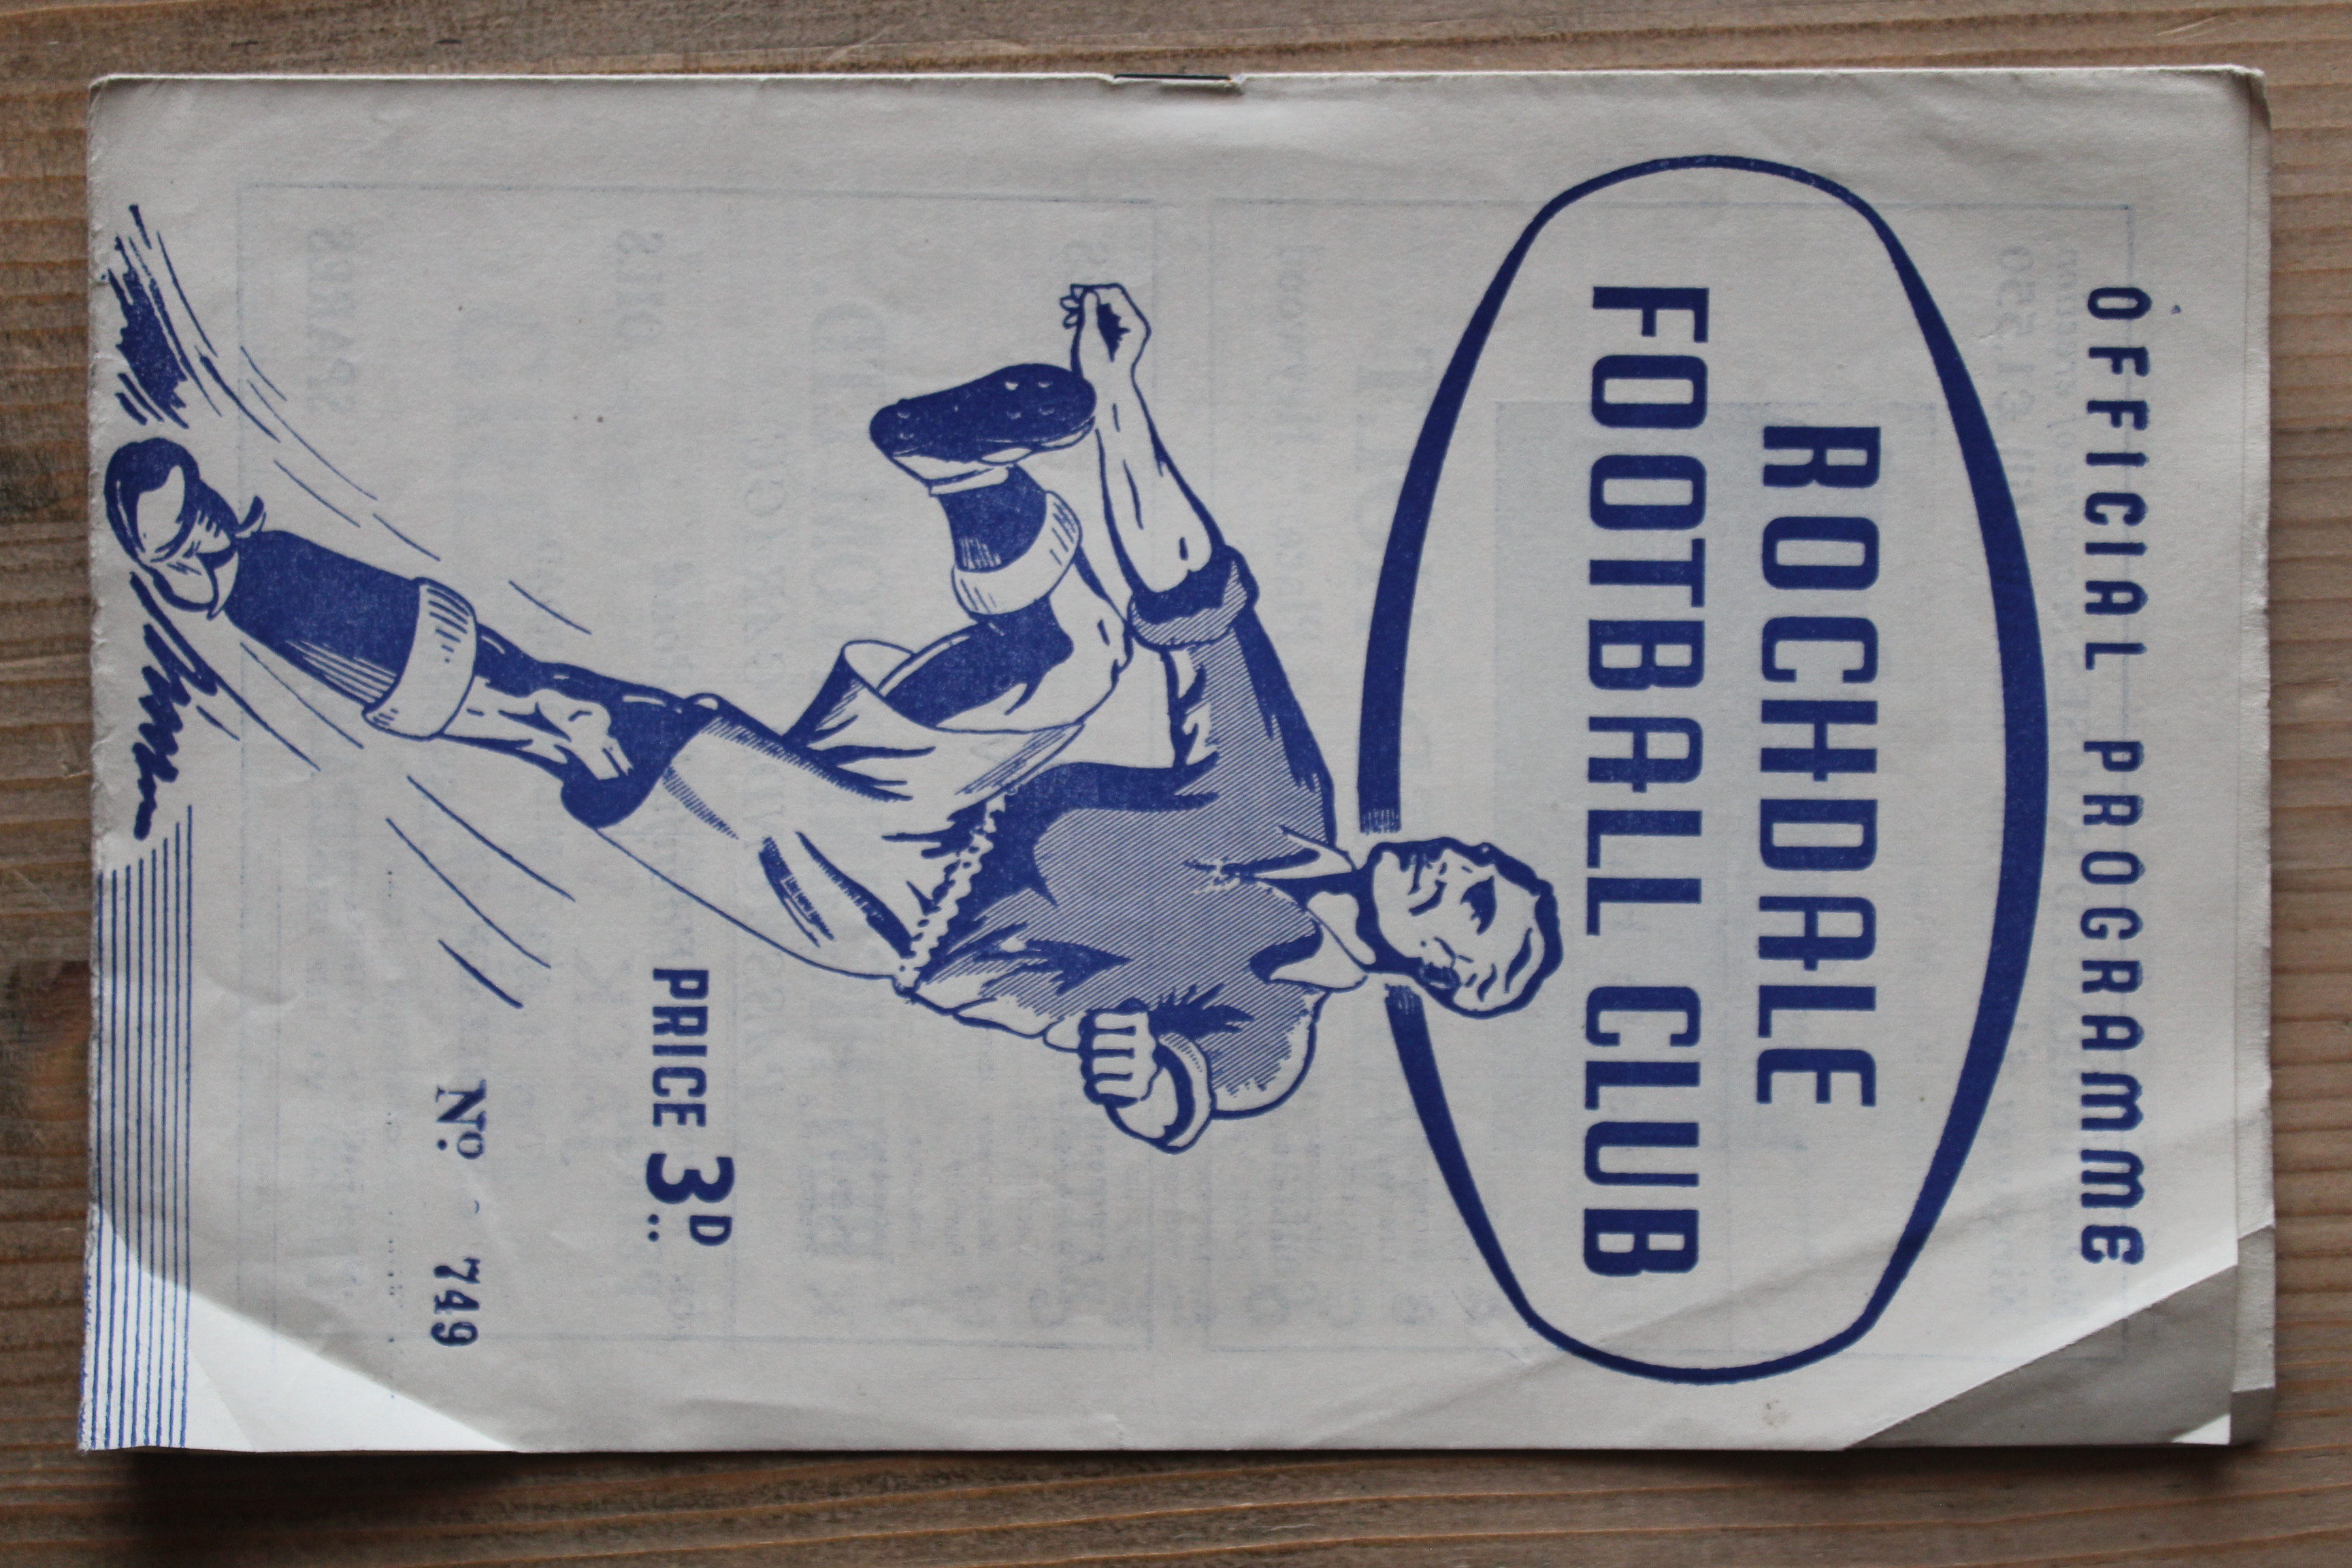 OFFICIAL PROGRAMME
ROCHDALE
FOOTBALL CLUB
PRICE 3D..
No. 749